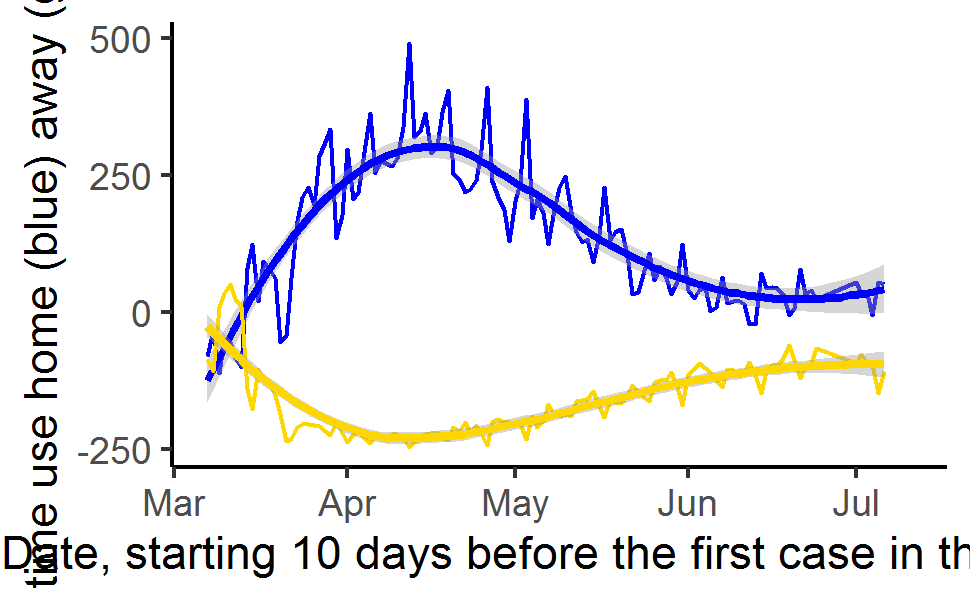 time use home (blue) away (
500
250
0
-250
Mar Apr May Jun Jul
Date, starting 10 days before the first case in th